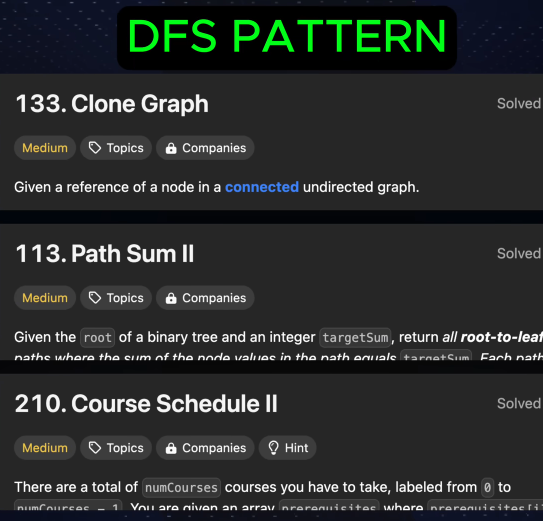 DFS PATTERN
133. Clone Graph
Solved
Medium Topics Companies
Given a reference of a node in a connected undirected graph.
113. Path Sum II
Solved
Medium Topics Companies
Given the root of a binary tree and an integer targetSum, return all root-to-leaf
paths where the sum of the node values in the path equals targetSum. Each path
210. Course Schedule II
Solved
Medium Topics Companies Hint
There are a total of numCourses courses you have to take, labeled from 0 to
numCourses - 1. You are given an array prerequisites where prerequisites[i]